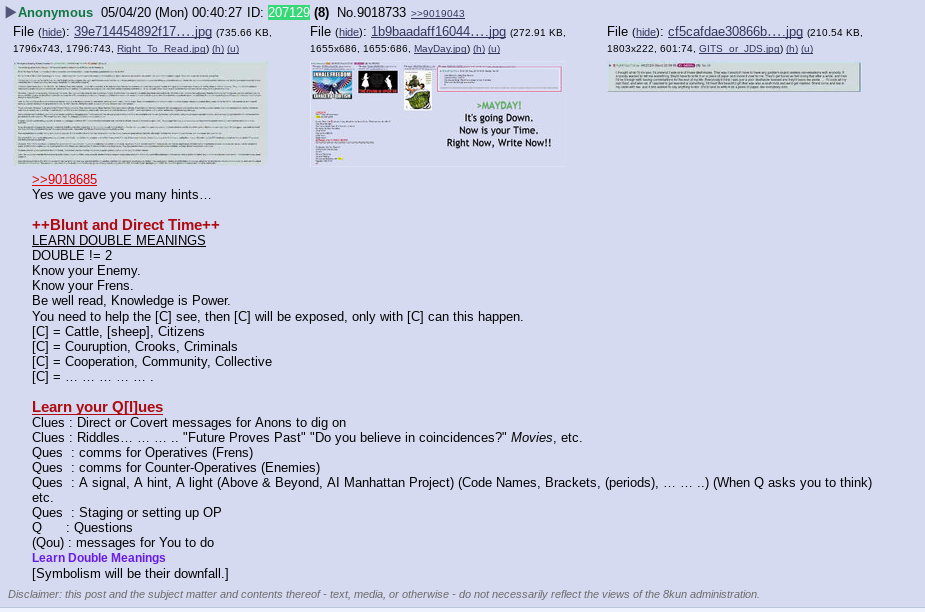 ▶Anonymous 05/04/20 (Mon) 00:40:27 ID: 207129 (8) No.9018733 >>9019043
File (hide): 39e714454892f17….jpg (735.66 KB, 1796x743, 1796:743, Right_To_Read.jpg) (h) (u)
File (hide): 1b9baadaff16044….jpg (272.91 KB, 1655x686, 1655:686, MayDay.jpg) (h) (u)
File (hide): cf5cafdae30866b….jpg (210.54 KB, 1803x222, 601:74, GITS_or_JDS.jpg) (h) (u)
>MAYDAY!
It's going Down.
Now is your Time.
Right Now, Write Now!!
>>9018685
Yes we gave you many hints…
++Blunt and Direct Time++
LEARN DOUBLE MEANINGS
DOUBLE != 2
Know your Enemy.
Know your Frens.
Be well read, Knowledge is Power.
You need to help the [C] see, then [C] will be exposed, only with [C] can this happen.
[C] = Cattle, [sheep], Citizens
[C] = Couruption, Crooks, Criminals
[C] = Cooperation, Community, Collective
[C] = … … … … … .
Learn your Q[l]ues
Clues : Direct or Covert messages for Anons to dig on
Clues : Riddles… … … .. "Future Proves Past" "Do you believe in coincidences?" Movies, etc.
Ques : comms for Operatives (Frens)
Ques : comms for Counter-Operatives (Enemies)
Ques : A signal, A hint, A light (Above & Beyond, AI Manhattan Project) (Code Names, Brackets, (periods), … … ..) (When Q asks you to think)
etc.
Ques : Staging or setting up OP
Q : Questions
(Qou) : messages for You to do
Learn Double Meanings
[Symbolism will be their downfall.]
Disclaimer: this post and the subject matter and contents thereof - text, media, or otherwise - do not necessarily reflect the views of the 8kun administration.